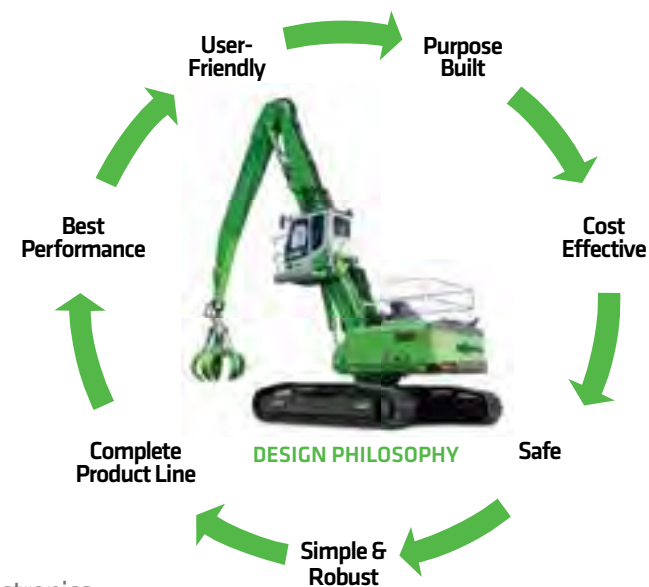 User-
Friendly
Purpose
Built
Cost
Effective
Safe
Simple &
Robust
Complete
Product Line
Best
Performance
DESIGN PHILOSOPHY